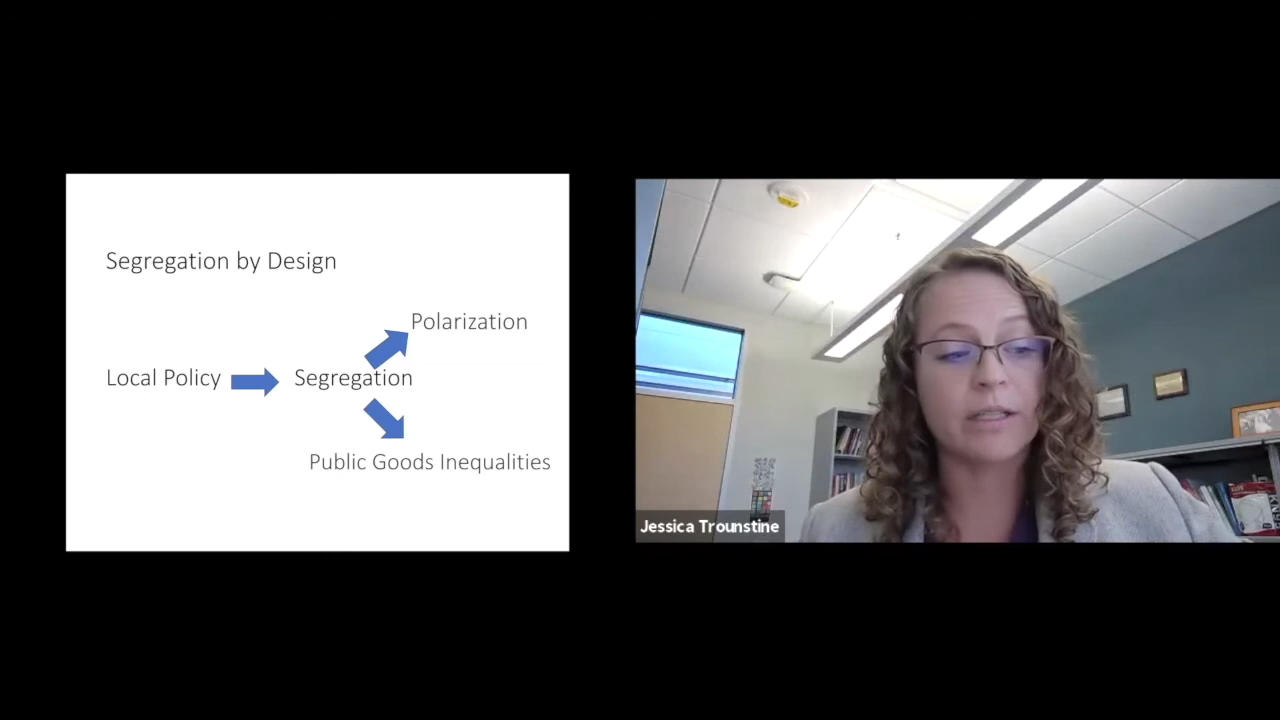 Segregation by Design
Polarization
Local Policy
Segregation
Public Goods Inequalities
Jessica Trounstine